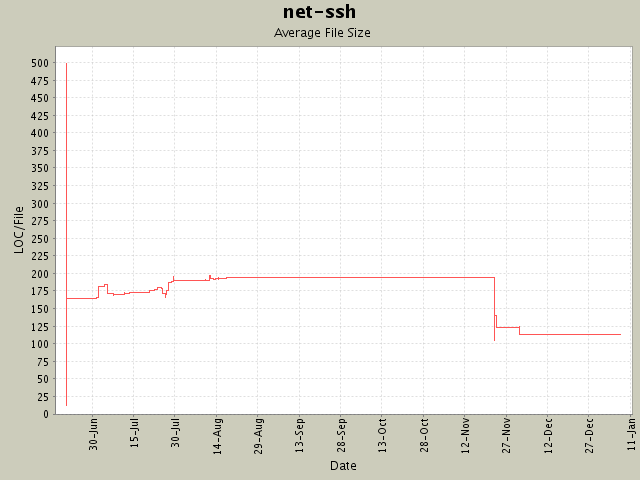 net-ssh
Average File Size
LOC/File
500
475
450
425
400
375
350
325
300
275
250
225
200
175
150
125
100
75
50
25
0
30-Jun
15-Jul
30-Jul
14-Aug
29-Aug
13-Sep
28-Sep
13-Oct
28-Oct
12-Nov
27-Nov
12-Dec
27-Dec
11-Jan
Date